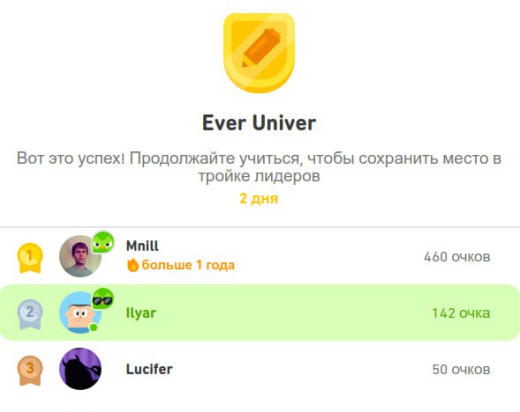 Ever Univer
Вот это успех! Продолжайте учиться, чтобы сохранить место в
тройке лидеров
2 дня
1
Mnill
460 очков
больше 1 года
2
Ilyar
142 очка
3
Lucifer
50 очков